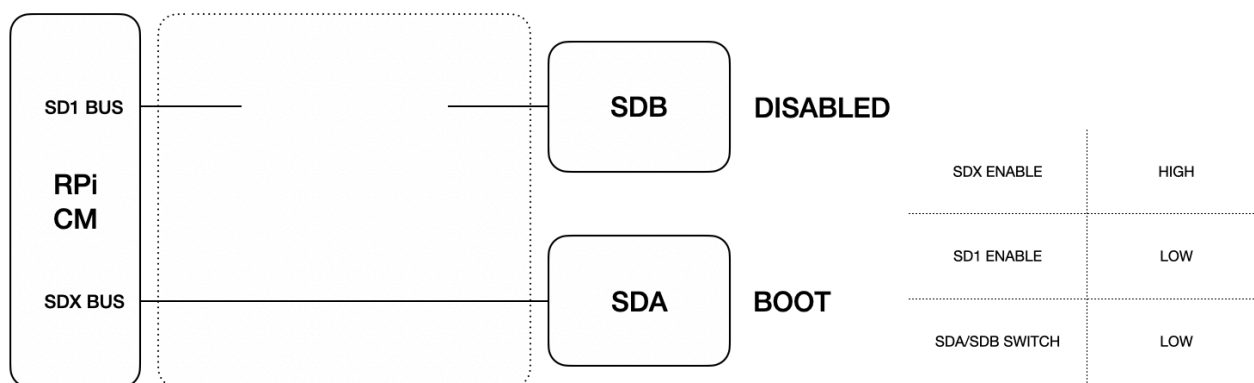 SD1 BUS
SDB
DISABLED
RPi
CM
SDX BUS
SDA
BOOT
SDX ENABLE HIGH
SD1 ENABLE LOW
SDA/SDB SWITCH LOW